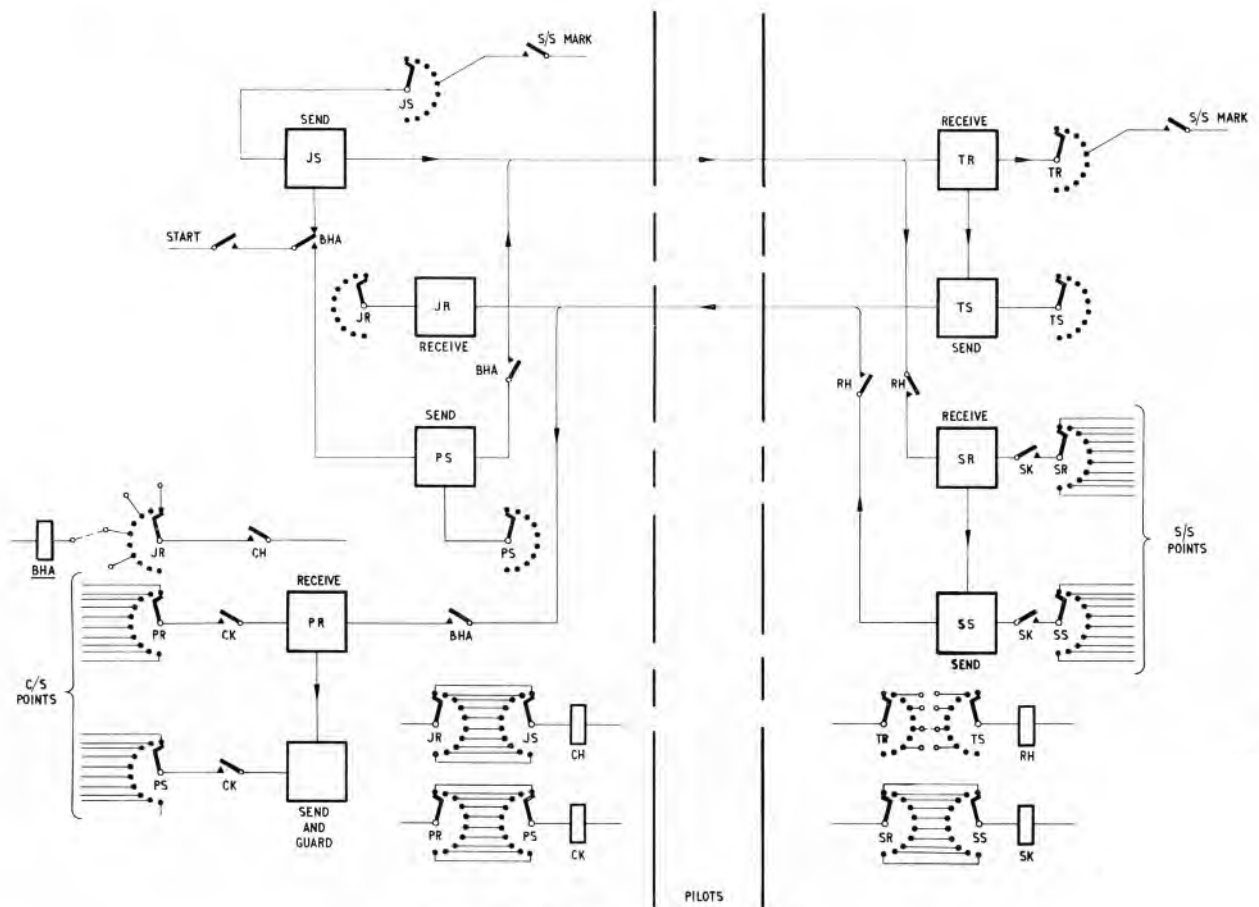 S/S MARK
JS
SEND
JS
RECEIVE
TR
TR
S/S MARK
START
BHA
JR
JR
RECEIVE
TS
SEND
TS
BHA
RH
RH
SEND
PS
RECEIVE
SR
SK
SR
PS
S/S
POINTS
BHA
JR
CH
RECEIVE
PR
CK
PR
BHA
SS
SEND
SK
SS
C/S
POINTS
PS
CK
SEND
AND
GUARD
JR
JS
CH
TR
TS
RH
PR
PS
CK
SR
SS
SK
PILOTS